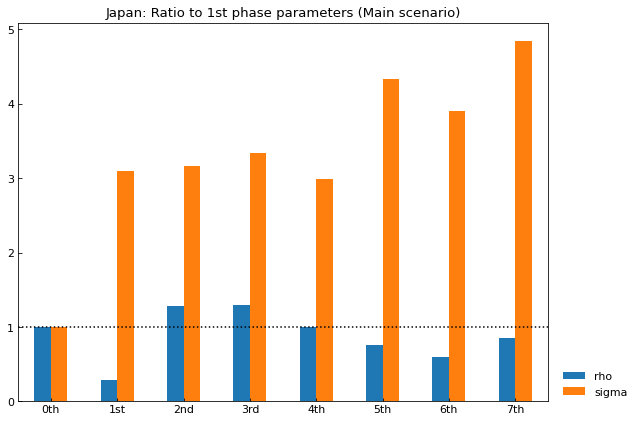 Japan: Ratio to 1st phase parameters (Main scenario)
5
4
3
2
1
0
0th 1st 2nd 3rd 4th 5th 6th 7th
rho
sigma